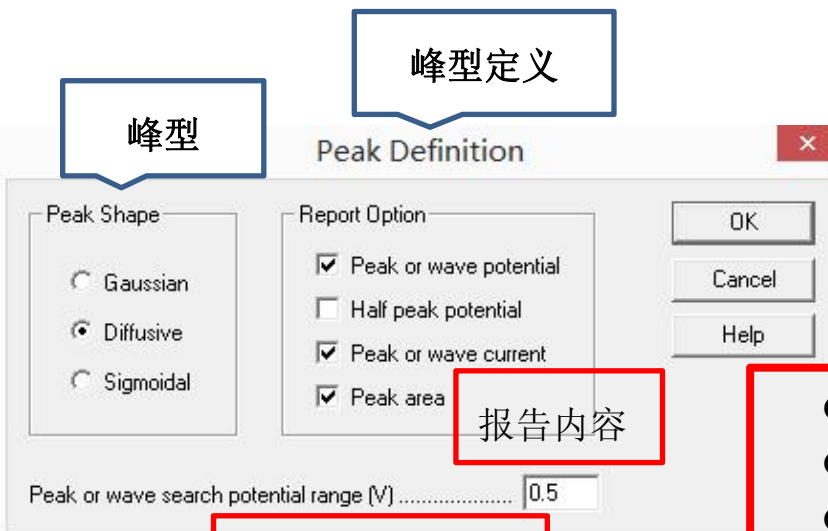 峰型定义
峰型
Peak Definition
Peak Shape
Gaussian
Diffusive
Sigmoidal
Report Option
Peak or wave potential
Half peak potential
Peak or wave current
Peak area
报告内容
OK
Cancel
Help
Peak or wave search potential range (V) .................... 0.5